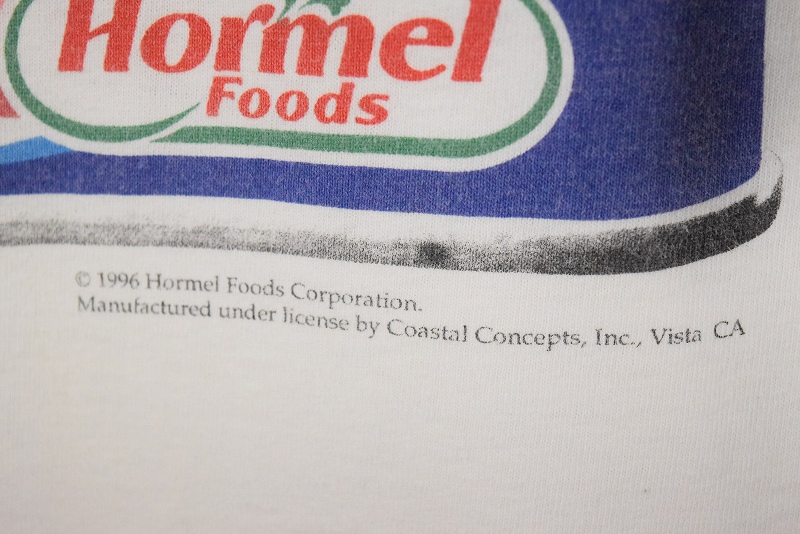 Hormel
Foods
© 1996 Hormel Foods Corporation.
Manufactured under license by Coastal Concepts, Inc., Vista CA